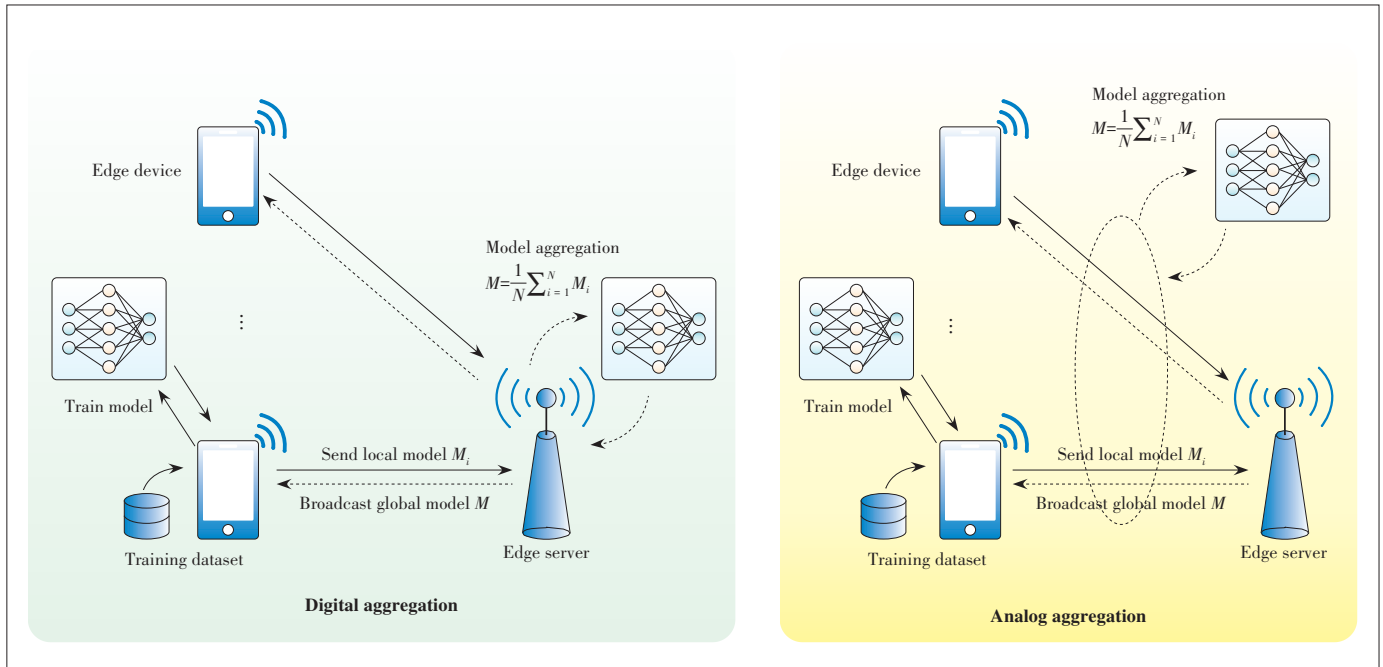 Edge device
Model aggregation
M=1/N ∑_{i=1}^{N} M_i
⋮
Train model
Send local model M_i
Broadcast global model M
Training dataset
Edge server
Digital aggregation
Model aggregation
M=1/N ∑_{i=1}^{N} M_i
Edge device
⋮
Train model
Send local model M_i
Broadcast global model M
Training dataset
Edge server
Analog aggregation